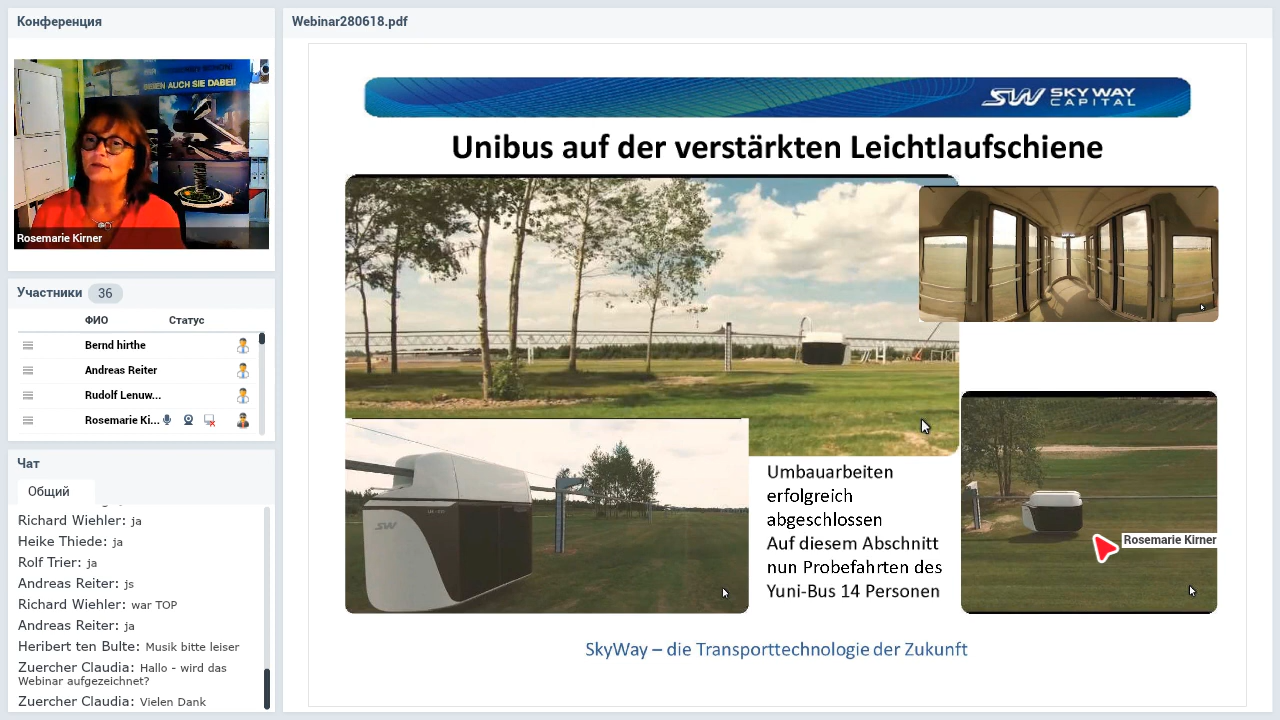 Конференция
BEIEN AUCH SIE DABEI!
Rosemarie Kirner
Участники 36
ФИО Статус
Bernd hirthe
Andreas Reiter
Rudolf Lenuw...
Rosemarie Ki...
Чат
Общий
Richard Wiehler: ja
Heike Thiede: ja
Rolf Trier: ja
Andreas Reiter: js
Richard Wiehler: war TOP
Andreas Reiter: ja
Heribert ten Bulte: Musik bitte leiser
Zuercher Claudia: Hallo - wird das
Webinar aufgezeichnet?
Zuercher Claudia: Vielen Dank
Webinar280618.pdf
SW SKY WAY
CAPITAL
Unibus auf der verstärkten Leichtlaufschiene
SW
Umbauarbeiten
erfolgreich
abgeschlossen
Auf diesem Abschnitt
nun Probefahrten des
Yuni-Bus 14 Personen
Rosemarie Kirner
SkyWay – die Transporttechnologie der Zukunft